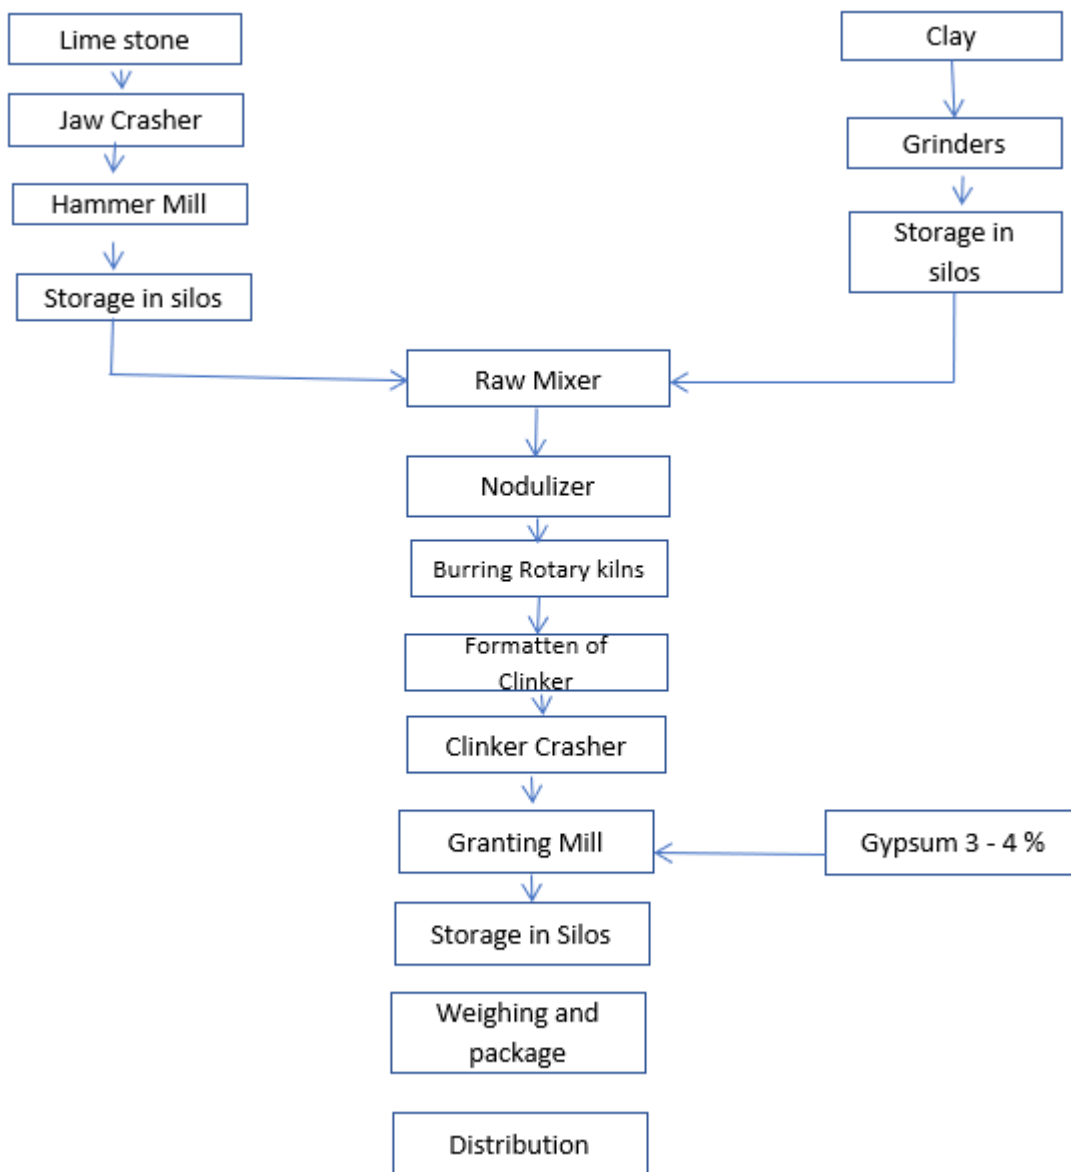 Lime stone
Jaw Crasher
Hammer Mill
Storage in silos
Clay
Grinders
Storage in
silos
Raw Mixer
Nodulizer
Burring Rotary kilns
Formatten of
Clinker
Clinker Crasher
Granting Mill
Gypsum 3 - 4 %
Storage in Silos
Weighing and
package
Distribution